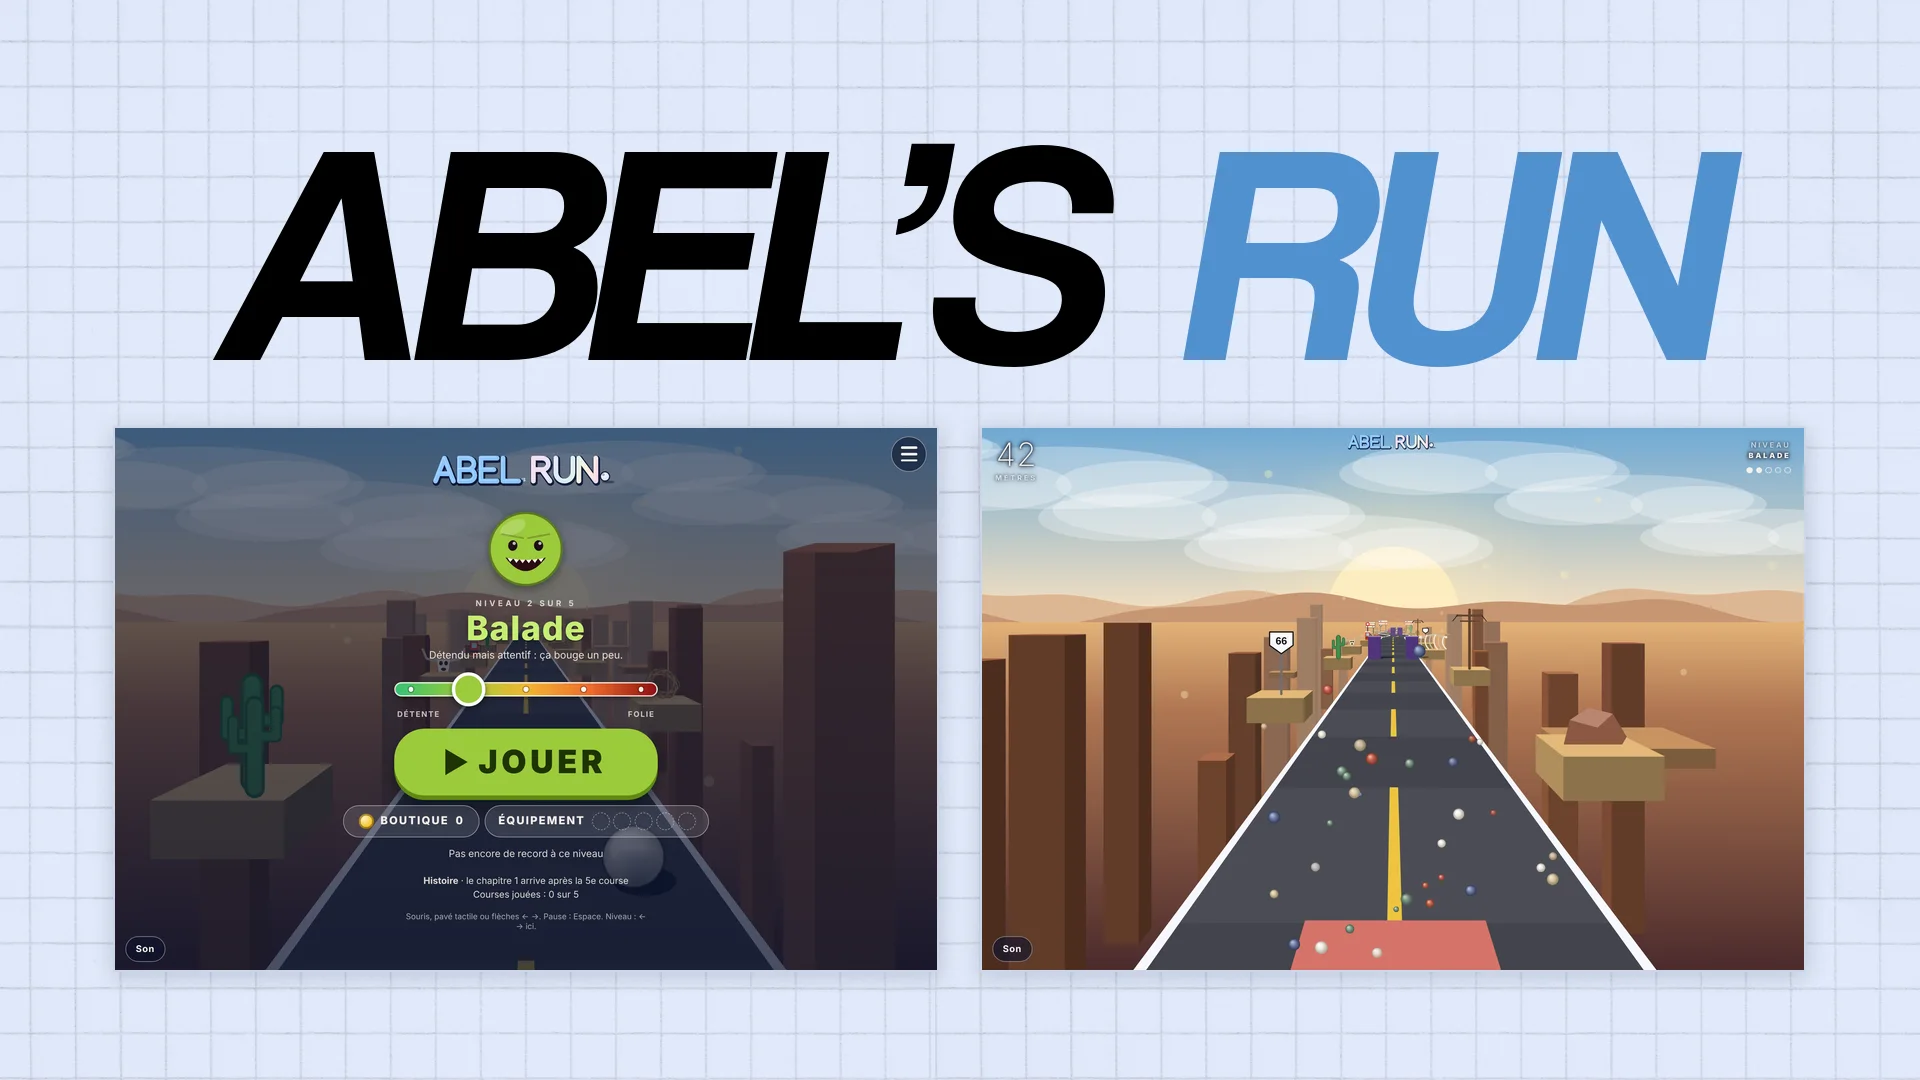 ABEL'S RUN
ABEL'S RUN.
NIVEAU 2 SUR 5
Balade
Détendu mais attentif : ça bouge un peu.
DÉTENTE
FOLIE
JOUER
BOUTIQUE 0
ÉQUIPEMENT
Pas encore de record à ce niveau
Histoire · le chapitre 1 arrive après la 5e course
Courses jouées : 0 sur 5
Souris, pavé tactile ou flèches ← →. Pause : Espace. Niveau : ←
→ ici.
Son
42
MÈTRES
ABEL'S RUN.
NIVEAU
BALADE
66
Son